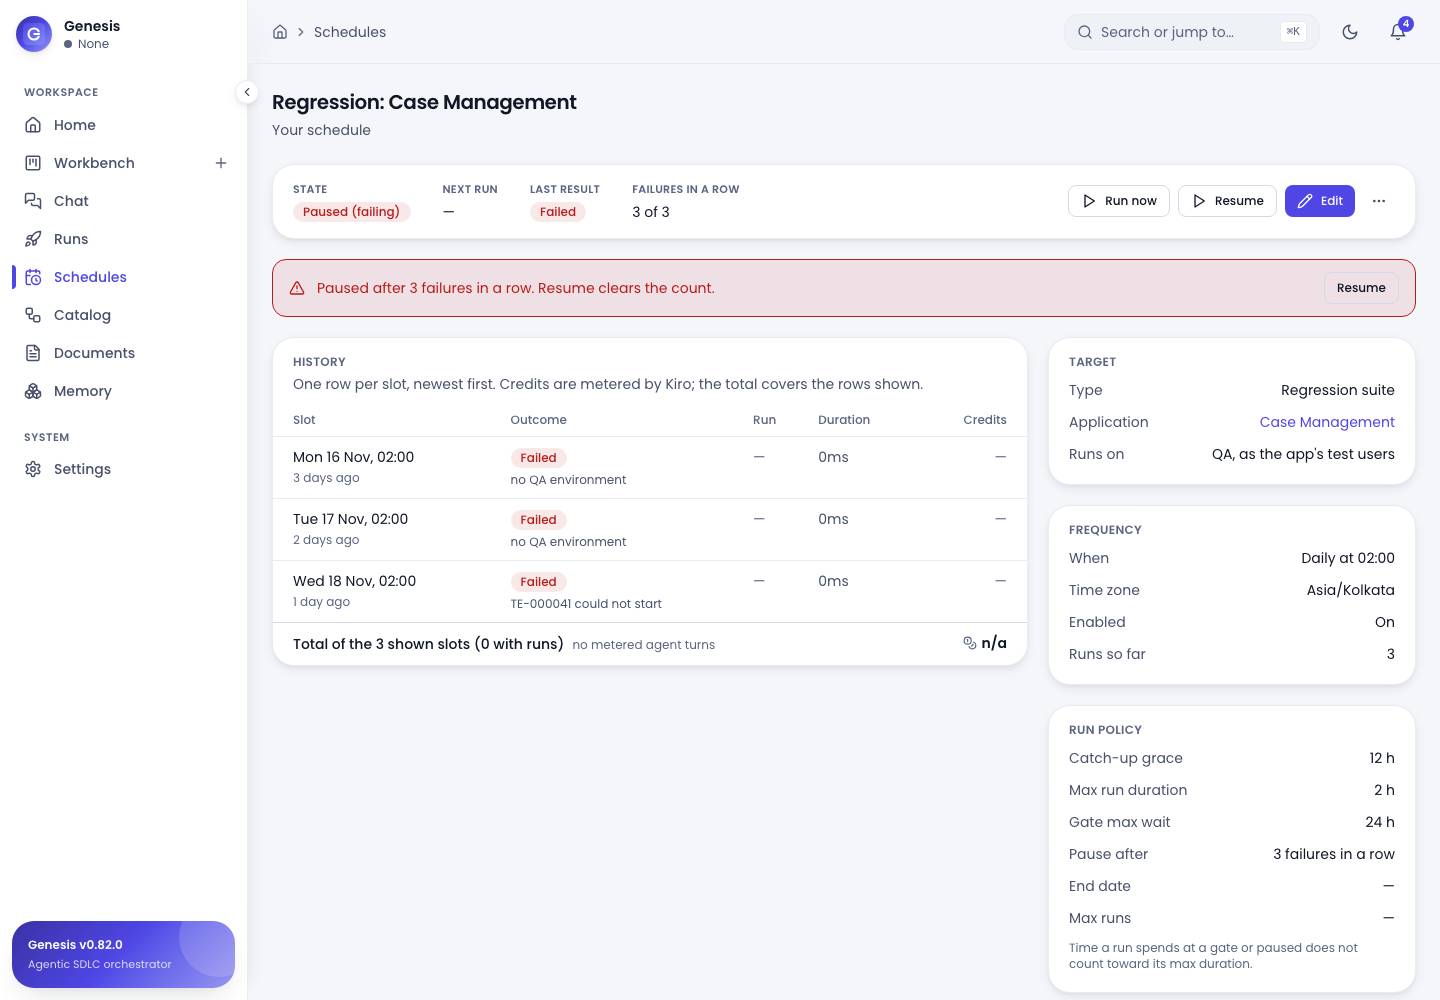 Genesis
None
WORKSPACE
Home
Workbench
Chat
Runs
Schedules
Catalog
Documents
Memory
SYSTEM
Settings
Genesis v0.82.0
Agentic SDLC orchestrator
Schedules
Search or jump to...
⌘K
4
Regression: Case Management
Your schedule
STATE
Paused (failing)
NEXT RUN
—
LAST RESULT
Failed
FAILURES IN A ROW
3 of 3
Run now
Resume
Edit
Paused after 3 failures in a row. Resume clears the count.
Resume
HISTORY
One row per slot, newest first. Credits are metered by Kiro; the total covers the rows shown.
Slot Outcome Run Duration Credits
Mon 16 Nov, 02:00 Failed — 0ms —
3 days ago no QA environment
Tue 17 Nov, 02:00 Failed — 0ms —
2 days ago no QA environment
Wed 18 Nov, 02:00 Failed — 0ms —
1 day ago TE-000041 could not start
Total of the 3 shown slots (0 with runs) no metered agent turns n/a
TARGET
Type Regression suite
Application Case Management
Runs on QA, as the app's test users
FREQUENCY
When Daily at 02:00
Time zone Asia/Kolkata
Enabled On
Runs so far 3
RUN POLICY
Catch-up grace 12 h
Max run duration 2 h
Gate max wait 24 h
Pause after 3 failures in a row
End date —
Max runs —
Time a run spends at a gate or paused does not
count toward its max duration.